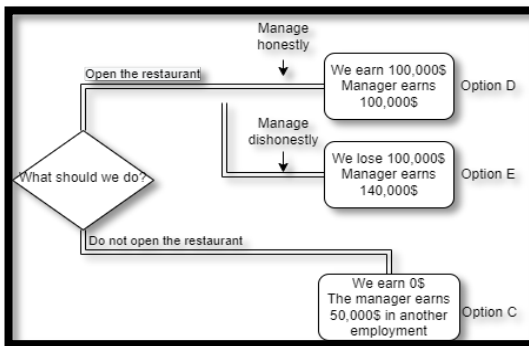 Manage
honestly
Open the restaurant
We earn 100,000$
Manager earns
100,000$
Option D
Manage
dishonestly
We lose 100,000$
Manager earns
140,000$
Option E
What should we do?
Do not open the restaurant
We earn 0$
The manager earns
50,000$ in another
employment
Option C